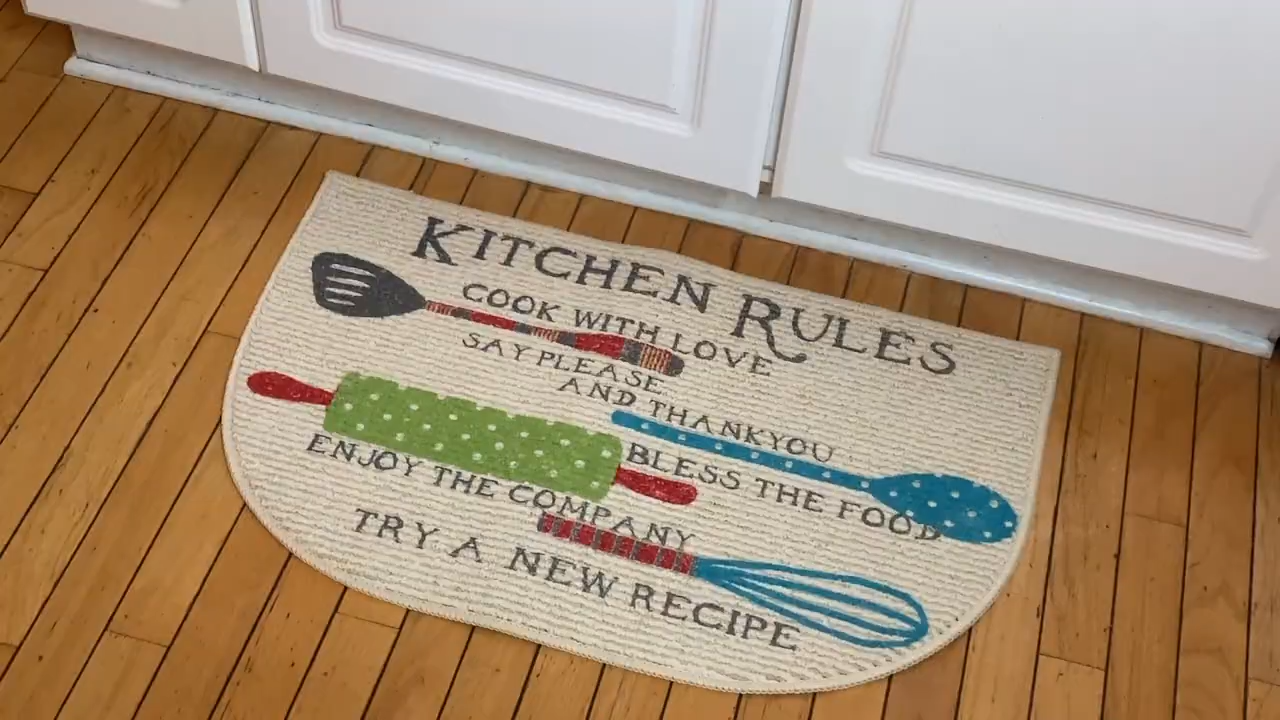 KITCHEN RULES
COOK WITH LOVE
SAY PLEASE
AND THANKYOU
BLESS THE FOOD
ENJOY THE COMPANY
TRY A NEW RECIPE